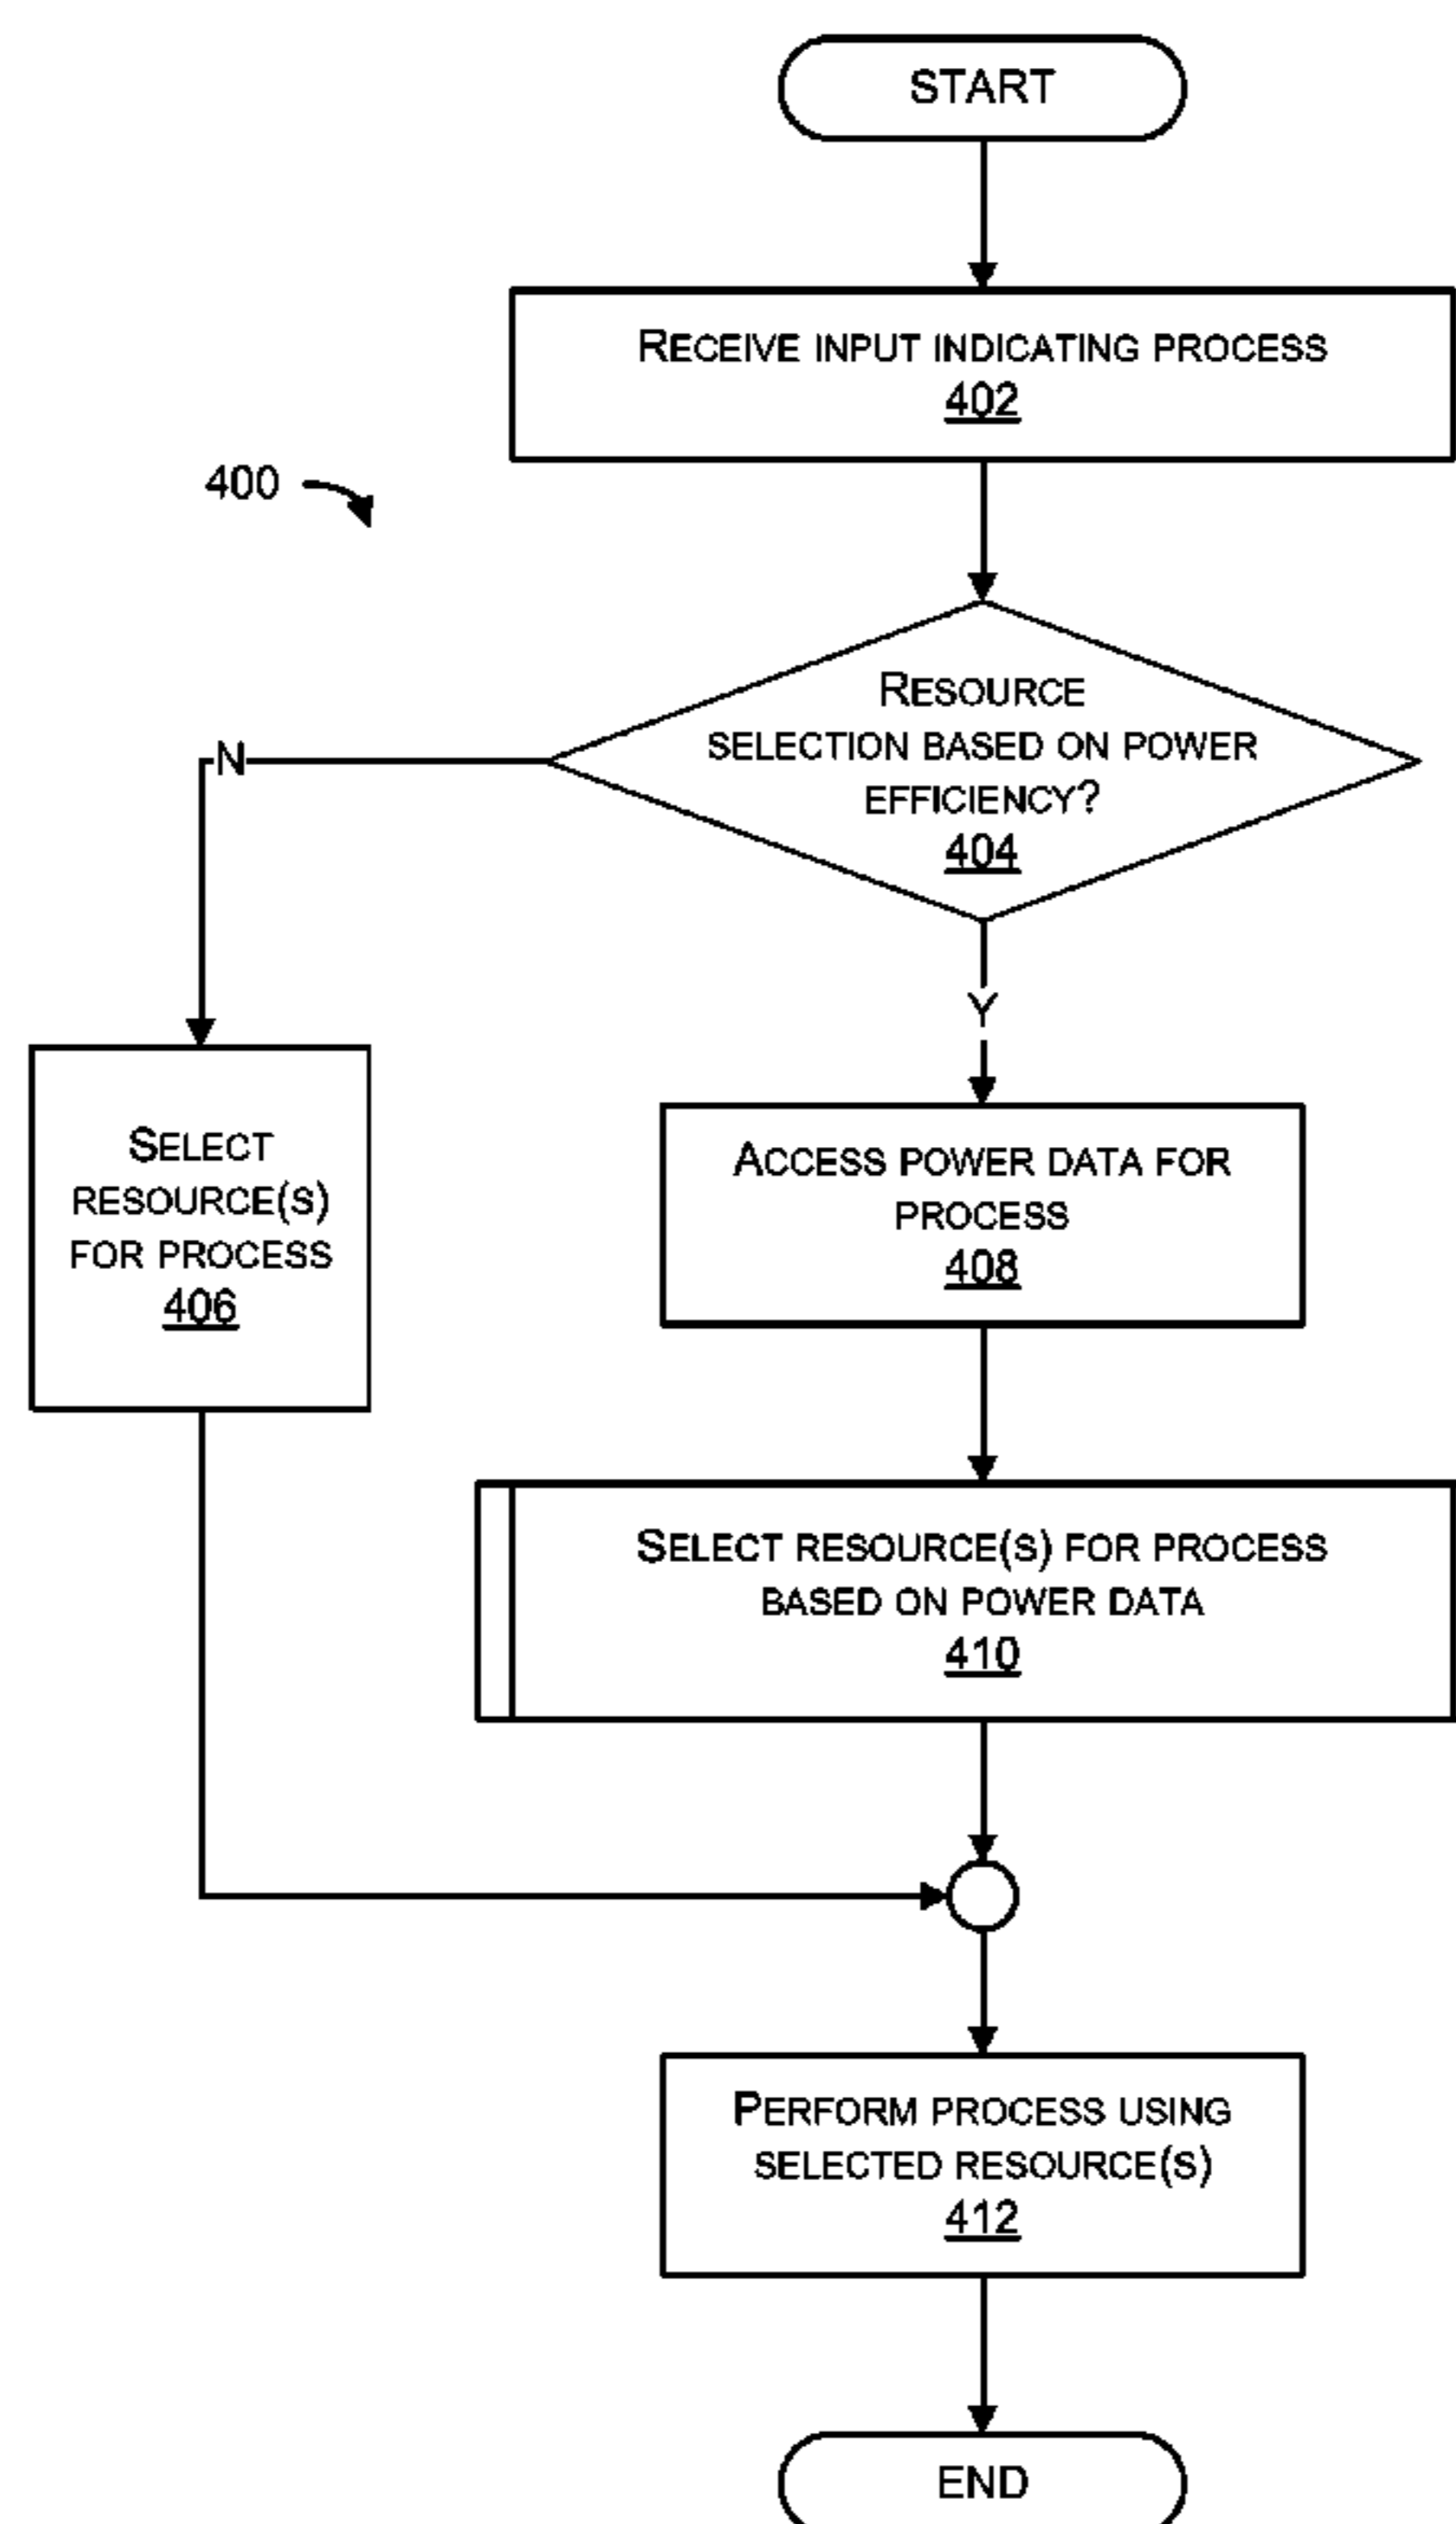 START
RECEIVE INPUT INDICATING PROCESS
402
400
RESOURCE
SELECTION BASED ON POWER
EFFICIENCY?
404
N
Y
SELECT
RESOURCE(S)
FOR PROCESS
406
ACCESS POWER DATA FOR
PROCESS
408
SELECT RESOURCE(S) FOR PROCESS
BASED ON POWER DATA
410
PERFORM PROCESS USING
SELECTED RESOURCE(S)
412
END